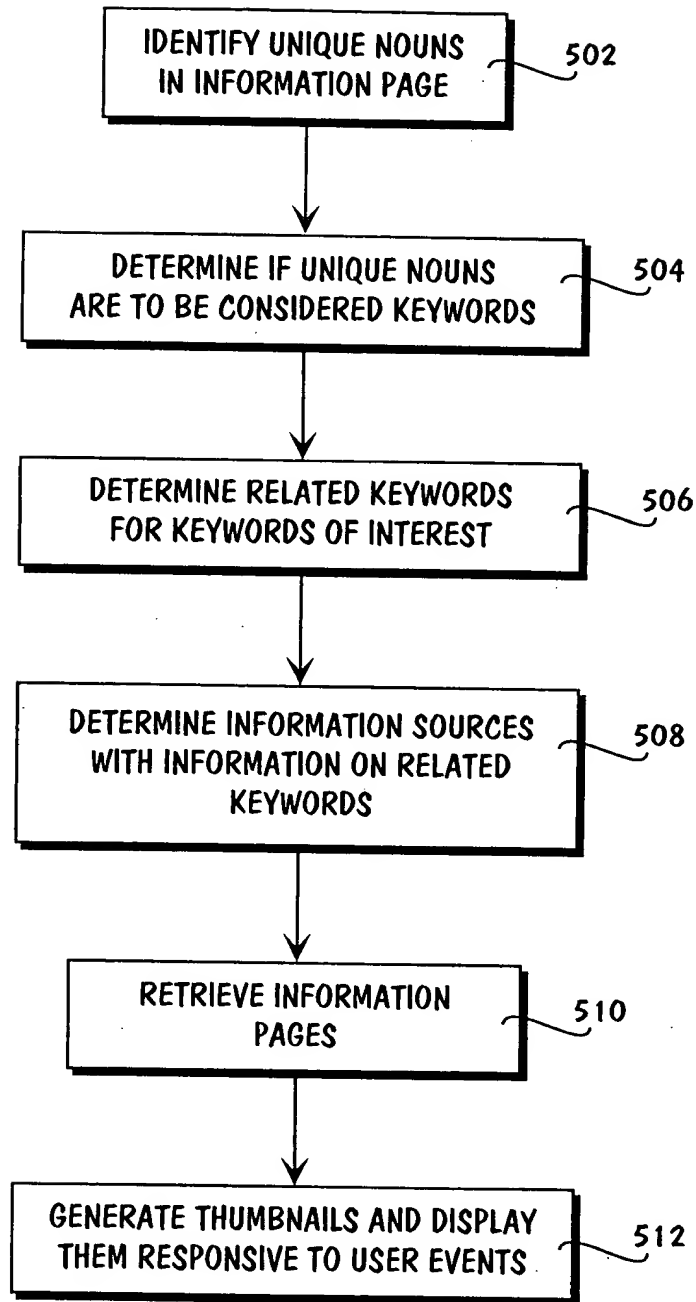 IDENTIFY UNIQUE NOUNS
IN INFORMATION PAGE
502
DETERMINE IF UNIQUE NOUNS
ARE TO BE CONSIDERED KEYWORDS
504
DETERMINE RELATED KEYWORDS
FOR KEYWORDS OF INTEREST
506
DETERMINE INFORMATION SOURCES
WITH INFORMATION ON RELATED
KEYWORDS
508
RETRIEVE INFORMATION
PAGES
510
GENERATE THUMBNAILS AND DISPLAY
THEM RESPONSIVE TO USER EVENTS
512